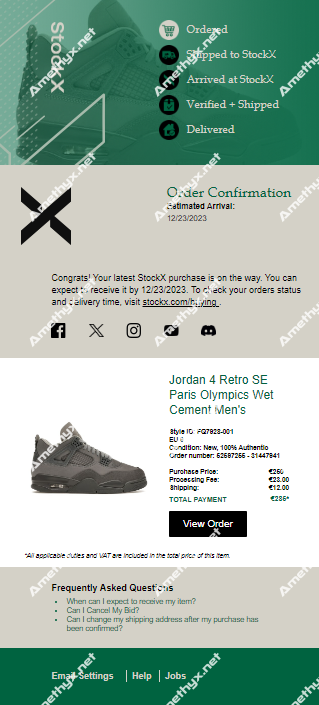 StockX
Ordered
Shipped to StockX
Arrived at StockX
Verified + Shipped
Delivered
Order Confirmation
Estimated Arrival:
12/23/2023
Congrats! Your latest StockX purchase is on the way. You can
expect to receive it by 12/23/2023. To check your orders status
and delivery time, visit stockx.com/buying.
Jordan 4 Retro SE
Paris Olympics Wet
Cement Men's
Style ID: FQ7928-001
EU
Condition: New, 100% Authentic
Order number: 52697256 - 31447941
Purchase Price: €250
Processing Fee: €23.00
Shipping: €12.00
TOTAL PAYMENT €285*
View Order
*All applicable duties and VAT are included in the total price of this item.
Frequently Asked Questions
When can I expect to receive my item?
Can I Cancel My Bid?
Can I change my shipping address after my purchase has
been confirmed?
Email Settings | Help | Jobs
Amethyx.net